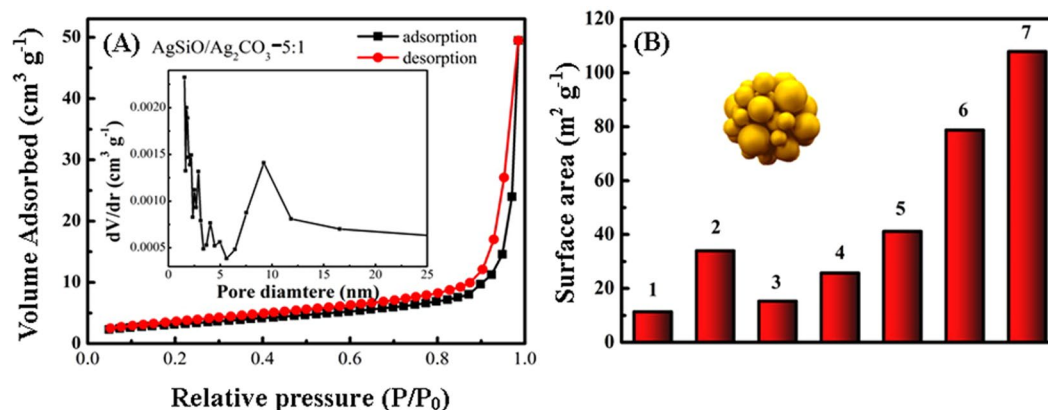 (A)
AgSiO/Ag₂CO₃=5:1
adsorption
desorption
Volume Adsorbed (cm³ g⁻¹)
50
40
30
20
10
0
0.0 0.2 0.4 0.6 0.8 1.0
Relative pressure (P/P₀)
dV/dr (cm³ g⁻¹)
0.0020
0.0015
0.0010
0.0005
0 5 10 15 20 25
Pore diamtere (nm)
(B)
Surface area (m² g⁻¹)
120
100
80
60
40
20
0
1
2
3
4
5
6
7